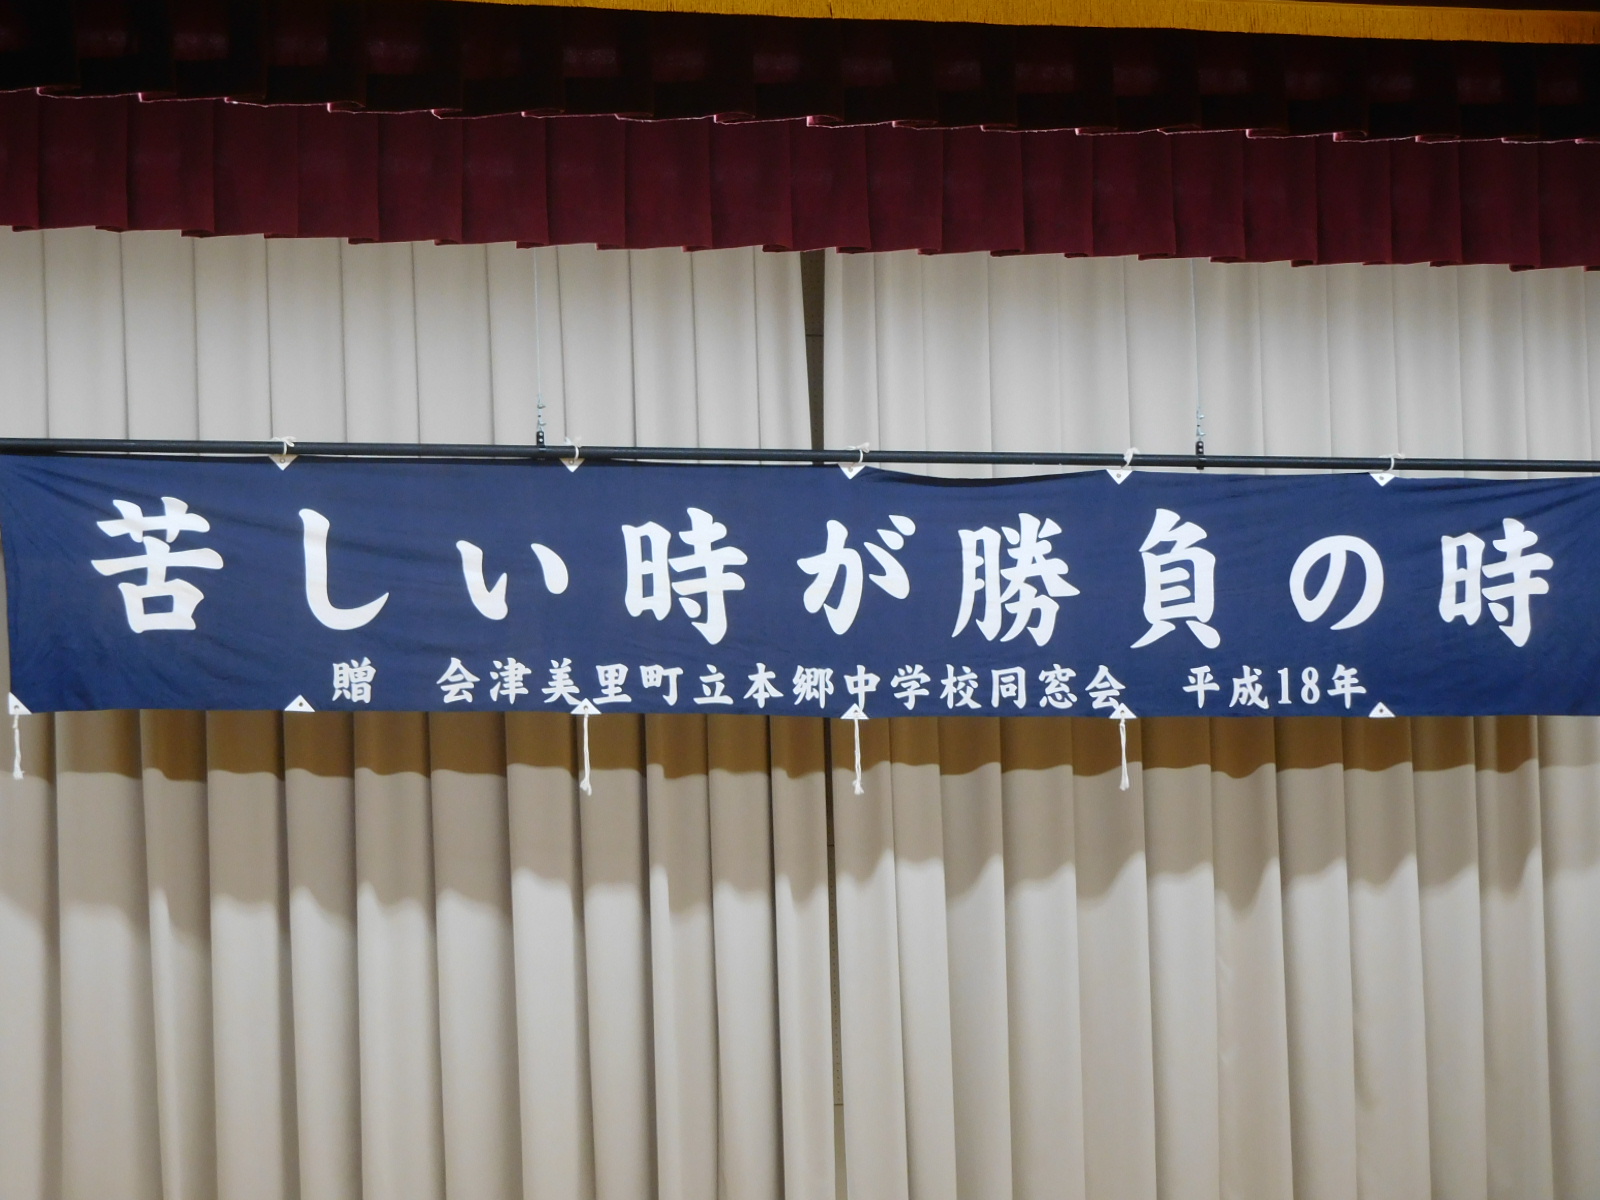 苦しい時が勝負の時
贈　会津美里町立本郷中学校同窓会　平成18年